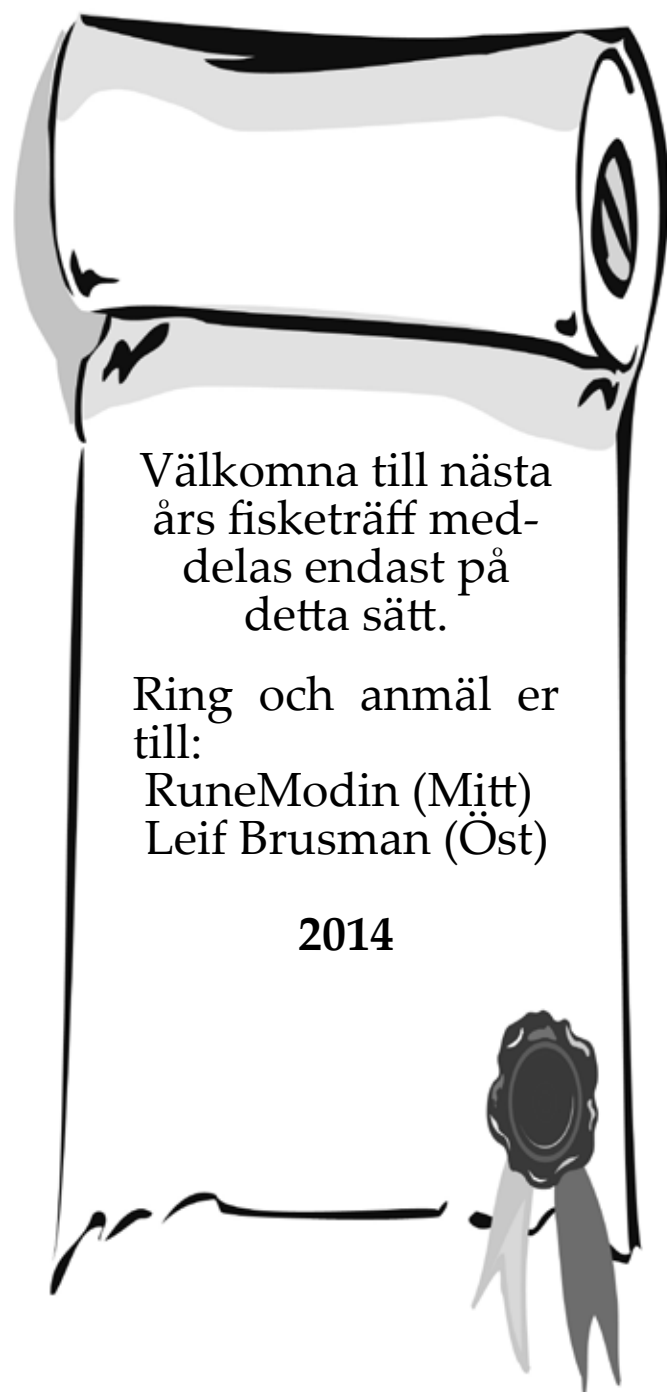 Välkomna till nästa
års fisketräff med-
delas endast på
detta sätt.
Ring och anmäl er
till:
RuneModin (Mitt)
Leif Brusman (Öst)
2014